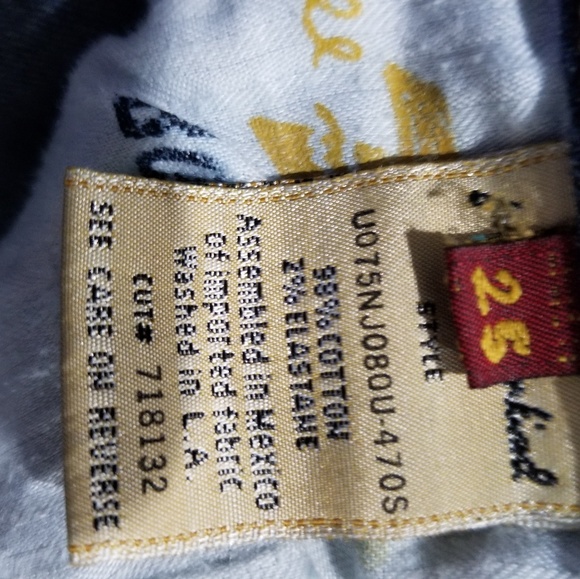 25
STYLE
U075NJ080U-470S
98% COTTON
2% ELASTANE
Assembled in Mexico
of imported fabric
Washed in L.A.
CUT# 718132
SEE CARE ON REVERSE